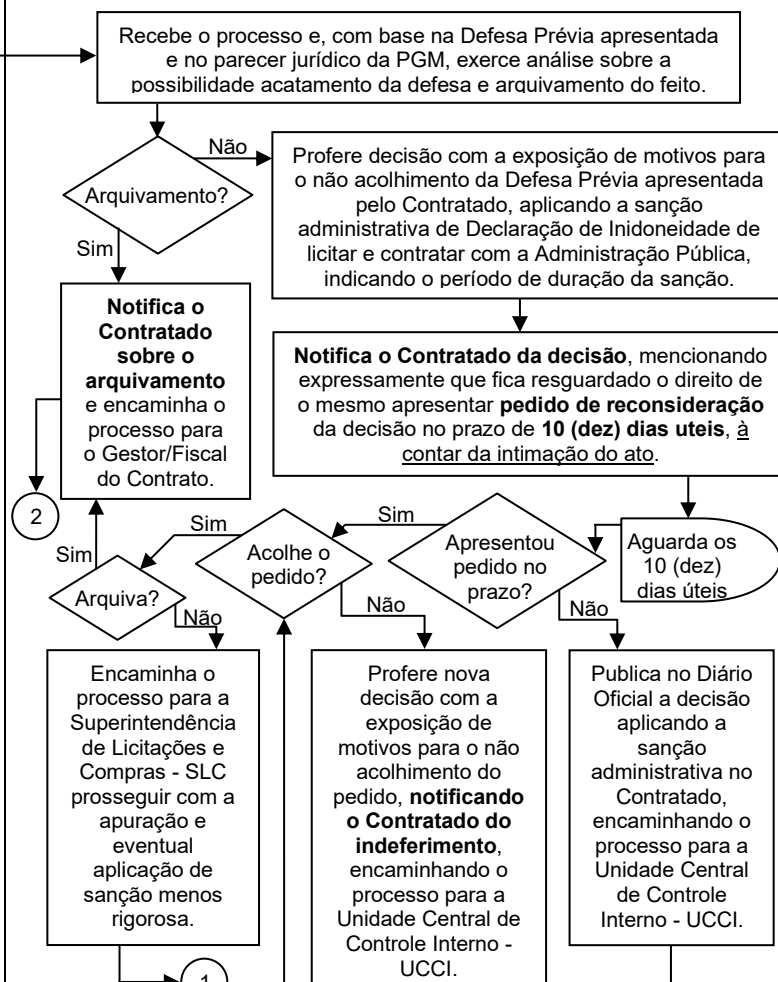 Recebe o processo e, com base na Defesa Prévia apresentada
e no parecer jurídico da PGM, exerce análise sobre a
possibilidade acatamento da defesa e arquivamento do feito.
Não
Arquivamento?
Sim
Profere decisão com a exposição de motivos para
o não acolhimento da Defesa Prévia apresentada
pelo Contratado, aplicando a sanção
administrativa de Declaração de Inidoneidade de
licitar e contratar com a Administração Pública,
indicando o período de duração da sanção.
Notifica o
Contratado
sobre o
arquivamento
e encaminha o
processo para
o Gestor/Fiscal
do Contrato.
Notifica o Contratado da decisão, mencionando
expressamente que fica resguardado o direito de
o mesmo apresentar pedido de reconsideração
da decisão no prazo de 10 (dez) dias uteis, à
contar da intimação do ato.
2
Aguarda os
10 (dez)
dias úteis
Apresentou
pedido no
prazo?
Sim
Não
Acolhe o
pedido?
Sim
Não
Arquiva?
Sim
Não
Encaminha o
processo para a
Superintendência
de Licitações e
Compras - SLC
prosseguir com a
apuração e
eventual
aplicação de
sanção menos
rigorosa.
1
Profere nova
decisão com a
exposição de
motivos para o não
acolhimento do
pedido, notificando
o Contratado do
indeferimento,
encaminhando o
processo para a
Unidade Central de
Controle Interno -
UCCI.
Publica no Diário
Oficial a decisão
aplicando a
sanção
administrativa no
Contratado,
encaminhando o
processo para a
Unidade Central
de Controle
Interno - UCCI.